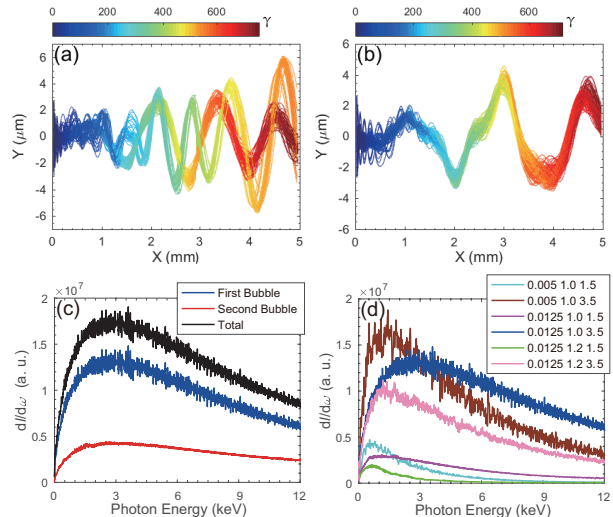 0 200 400 600 γ
0 200 400 600 γ
(a)
6
4
2
0
-2
-4
-6
Y (μm)
0 1 2 3 4 5
X (mm)
(b)
6
4
2
0
-2
-4
-6
Y (μm)
0 1 2 3 4 5
X (mm)
×10⁷
(c)
First Bubble
Second Bubble
Total
2
1.5
1
0.5
0
dI/dω (a. u.)
0 3 6 9 12
Photon Energy (keV)
×10⁷
(d)
0.005 1.0 1.5
0.005 1.0 3.5
0.0125 1.0 1.5
0.0125 1.0 3.5
0.0125 1.2 1.5
0.0125 1.2 3.5
2
1.5
1
0.5
0
dI/dω (a. u.)
0 3 6 9 12
Photon Energy (keV)